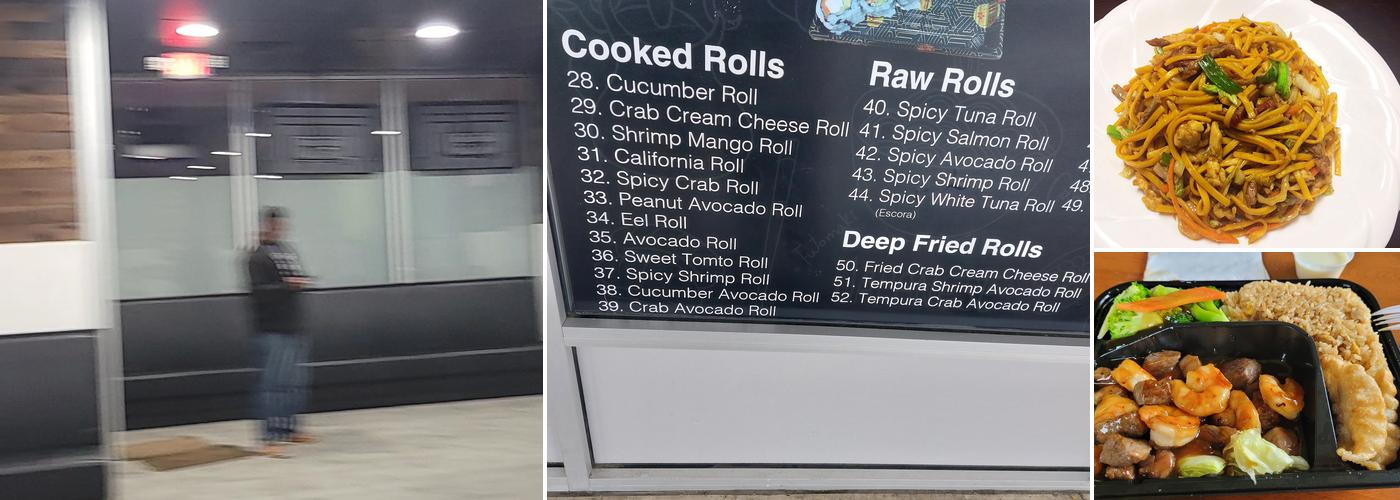 Cooked Rolls
28. Cucumber Roll
29. Crab Cream Cheese Roll
30. Shrimp Mango Roll
31. California Roll
32. Spicy Crab Roll
33. Peanut Avocado Roll
34. Eel Roll
35. Avocado Roll
36. Sweet Tomto Roll
37. Spicy Shrimp Roll
38. Cucumber Avocado Roll
39. Crab Avocado Roll
Raw Rolls
40. Spicy Tuna Roll
41. Spicy Salmon Roll
42. Spicy Avocado Roll
43. Spicy Shrimp Roll
48.
44. Spicy White Tuna Roll
49.
(Escora)
Deep Fried Rolls
50. Fried Crab Cream Cheese Roll
51. Tempura Shrimp Avocado Roll
52. Tempura Crab Avocado Roll